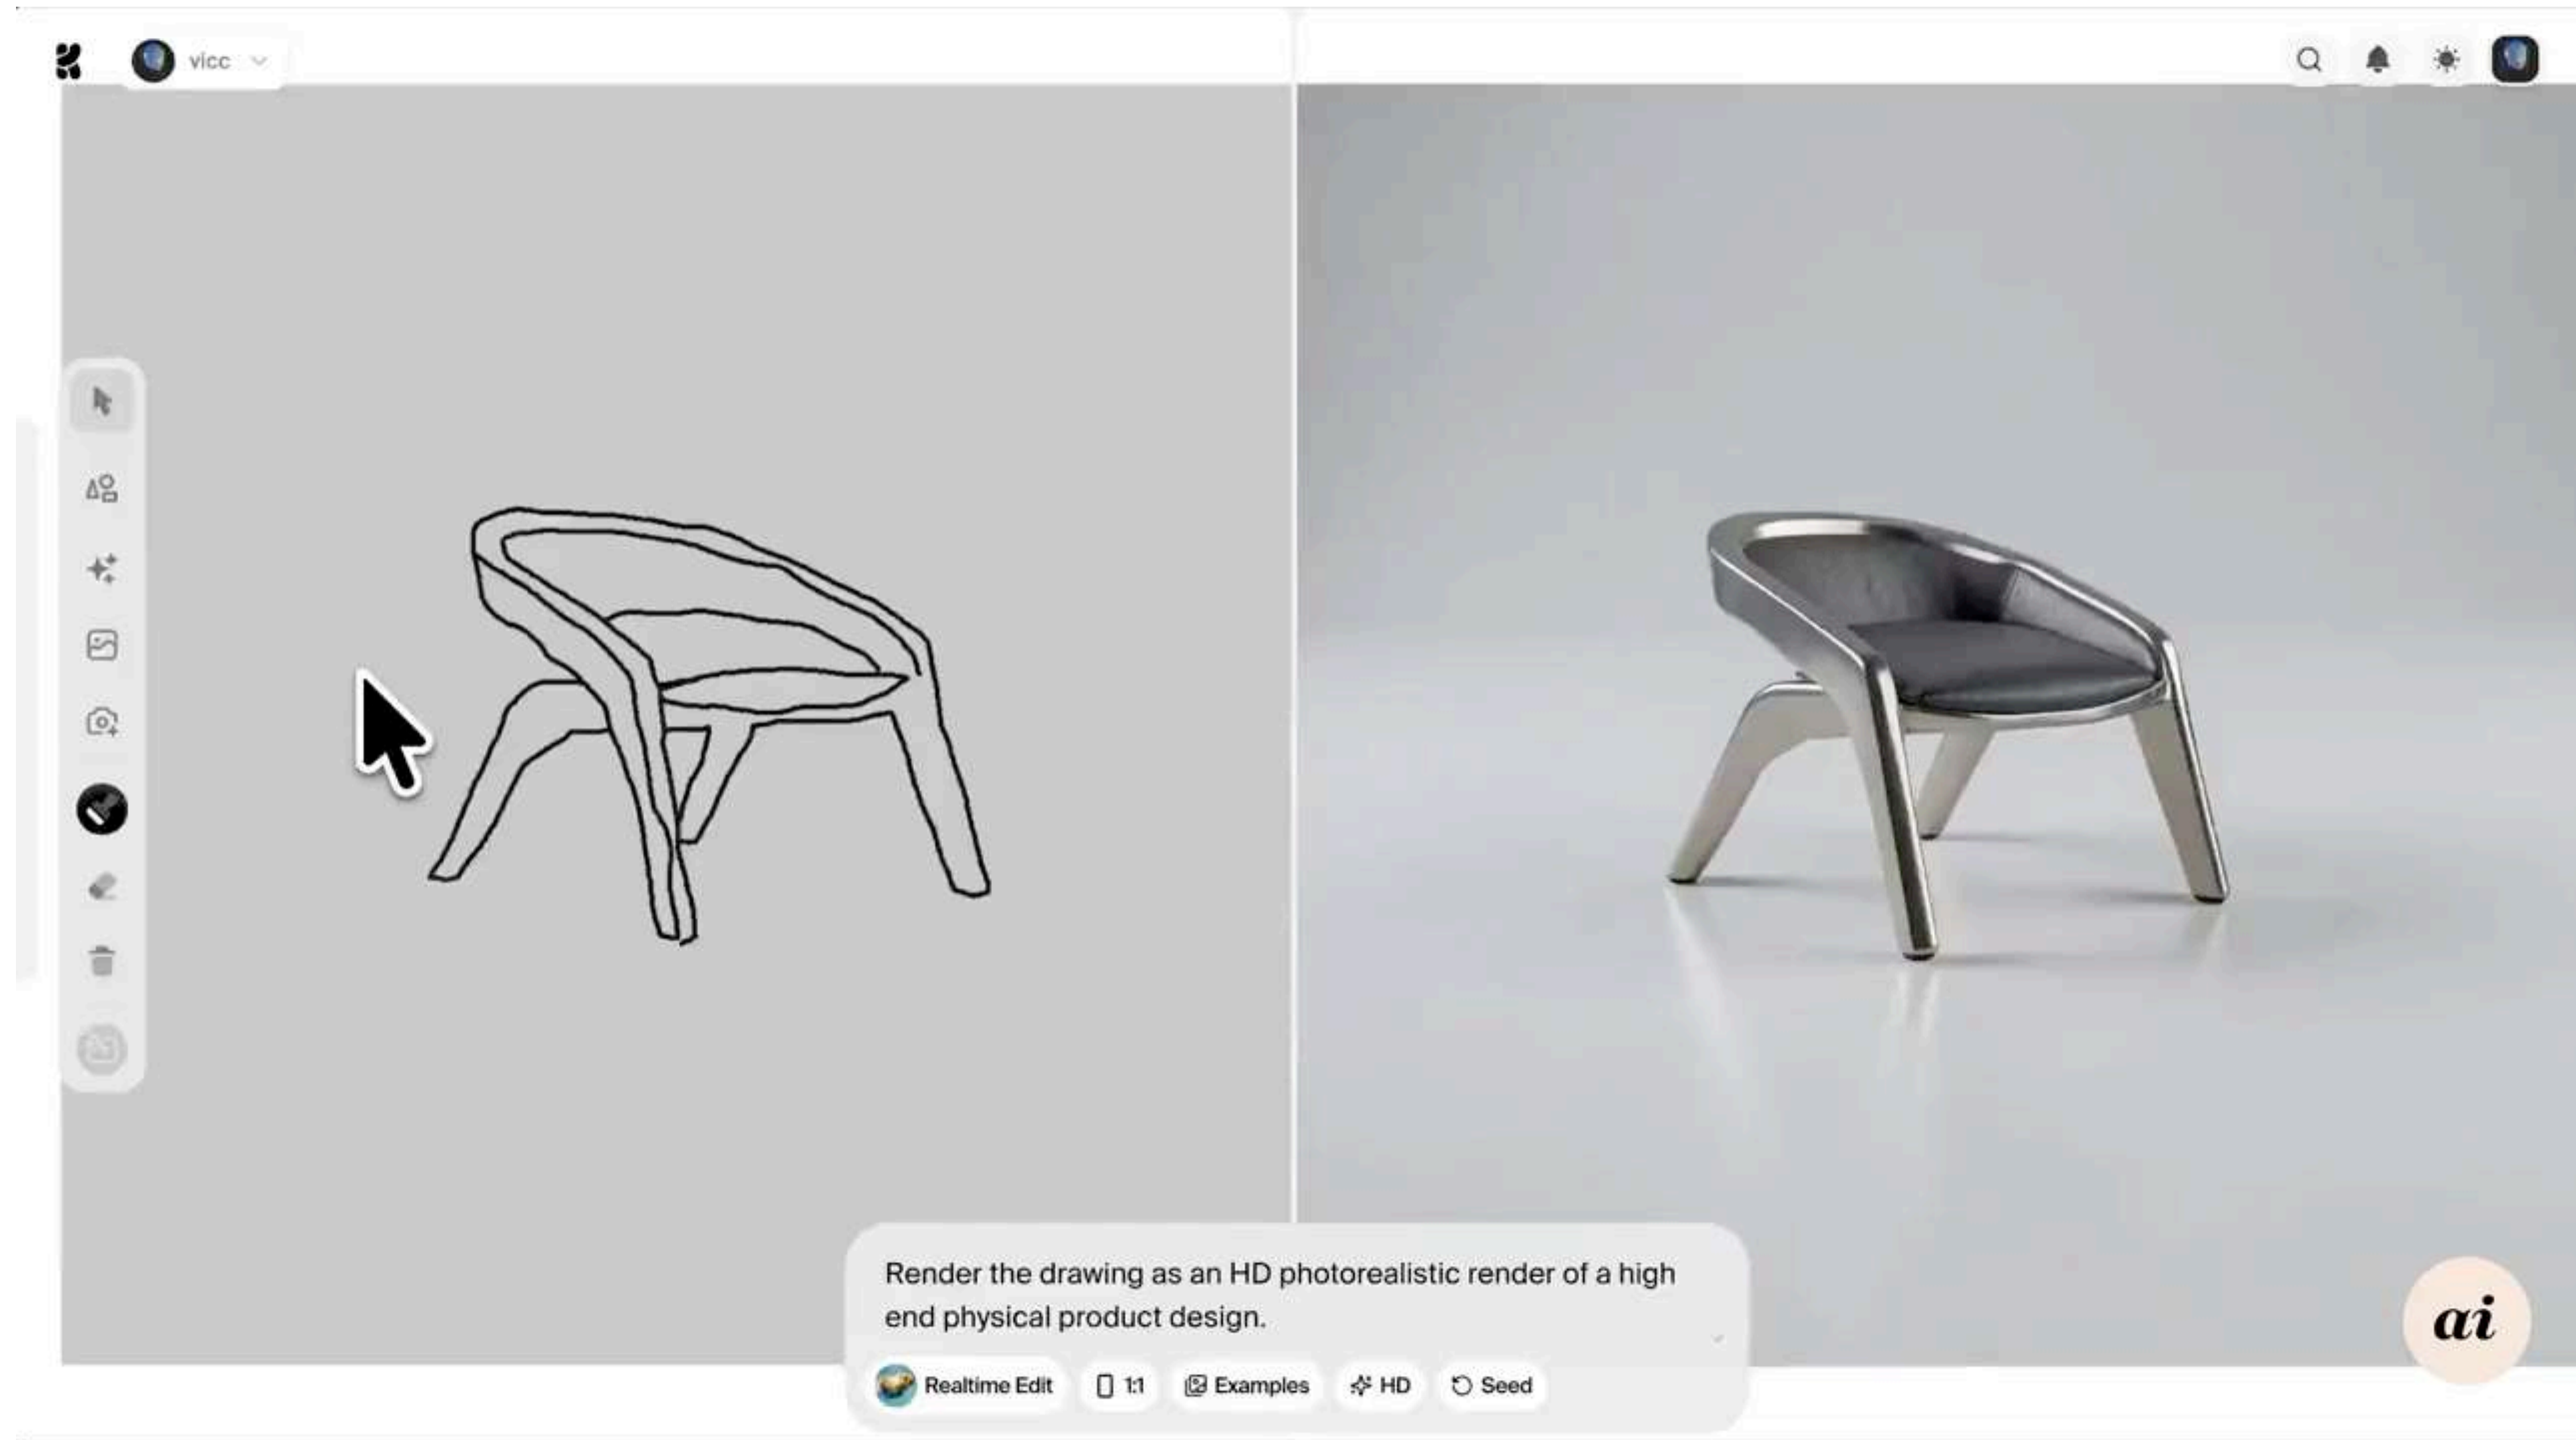 vicc
Render the drawing as an HD photorealistic render of a high
end physical product design.
Realtime Edit
1:1
Examples
HD
Seed
ai